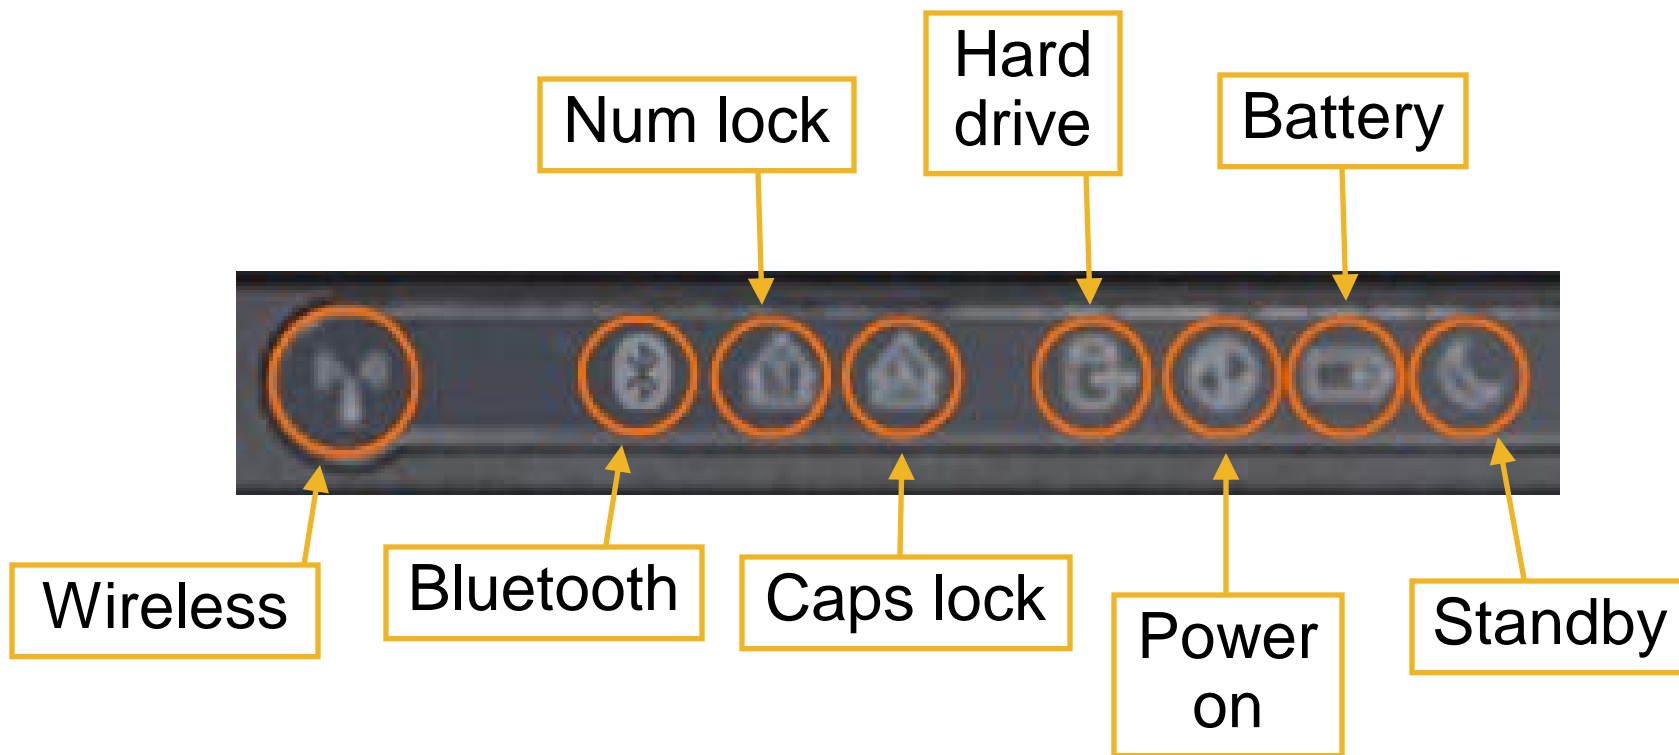 Hard
drive
Num lock
Battery
Wireless
Bluetooth
Caps lock
Power
on
Standby